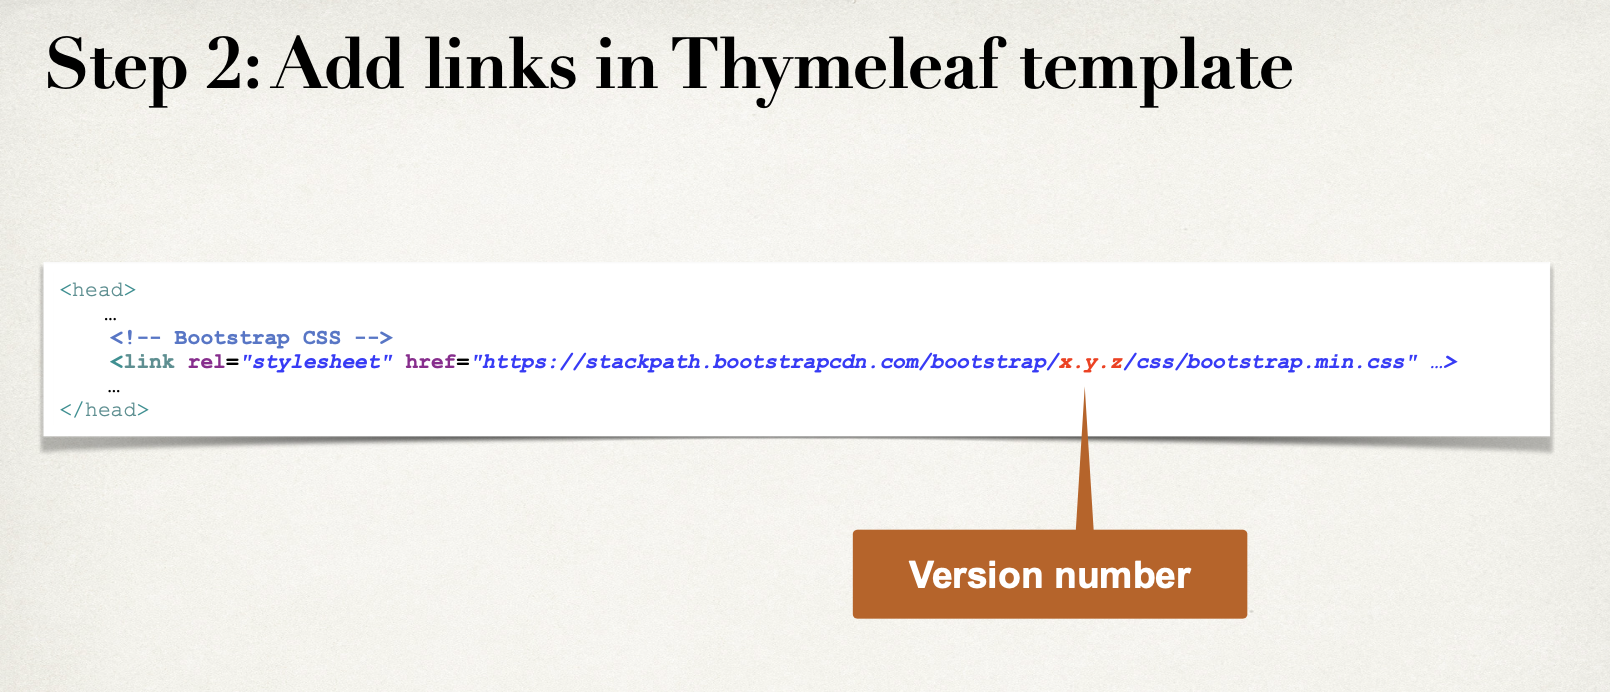 Step 2: Add links in Thymeleaf template
<head>
…
<!-- Bootstrap CSS -->
<link rel="stylesheet" href="https://stackpath.bootstrapcdn.com/bootstrap/x.y.z/css/bootstrap.min.css" …>
…
</head>
Version number